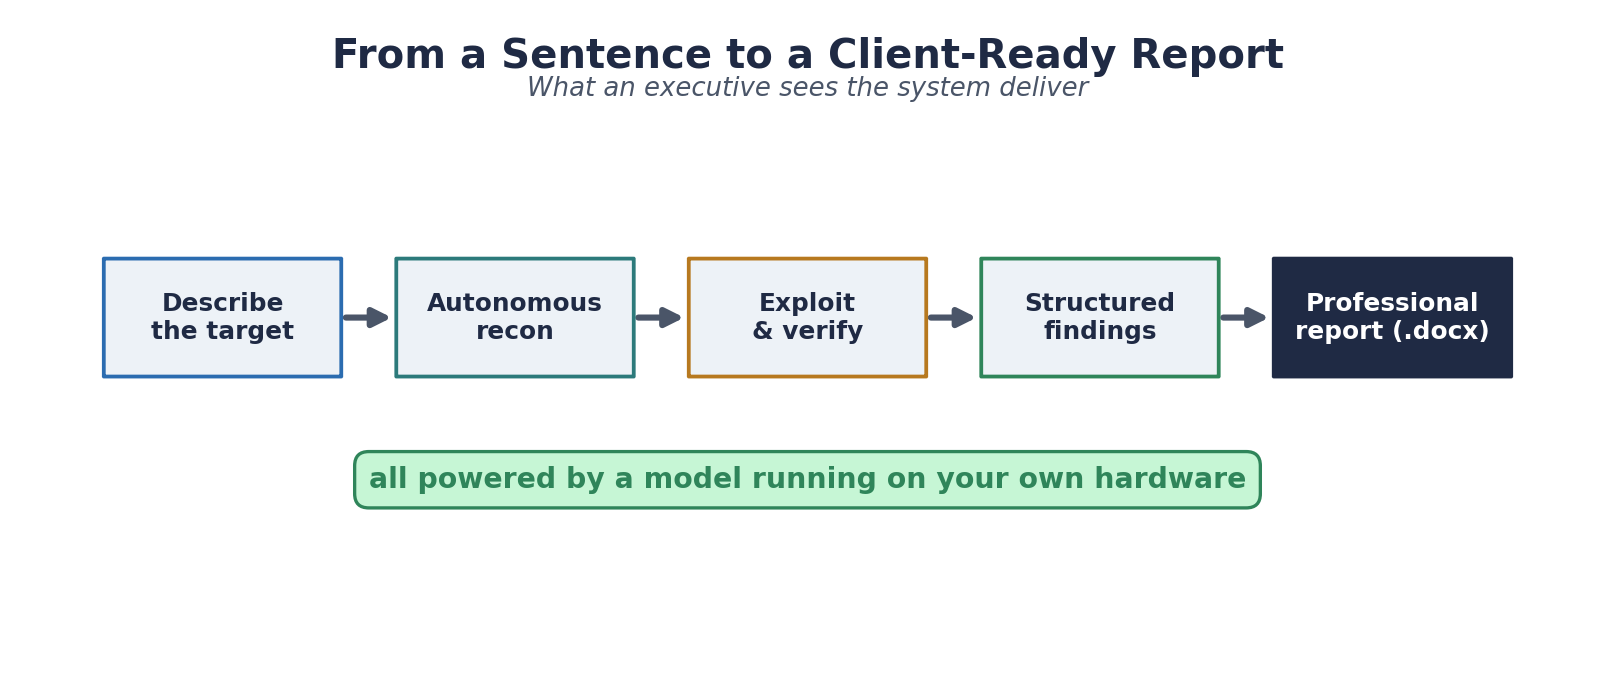 From a Sentence to a Client-Ready Report
What an executive sees the system deliver
Describe
the target
Autonomous
recon
Exploit
& verify
Structured
findings
Professional
report (.docx)
all powered by a model running on your own hardware